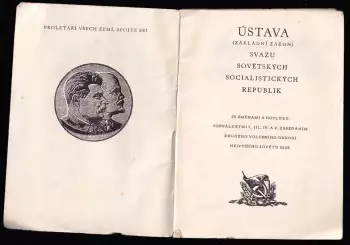 PROLETÁŘI VŠECH ZEMÍ, SPOJTE SE!
ÚSTAVA
(ZÁKLADNÍ ZÁKON)
SVAZU
SOVĚTSKÝCH
SOCIALISTICKÝCH
REPUBLIK
SE ZMĚNAMI A DOPLŇKY,
SCHVÁLENÝMI I., III., IV. A V. ZASEDÁNÍM
DRUHÉHO VOLEBNÍHO OBDOBÍ
NEJVYŠŠÍHO SOVĚTU SSSR